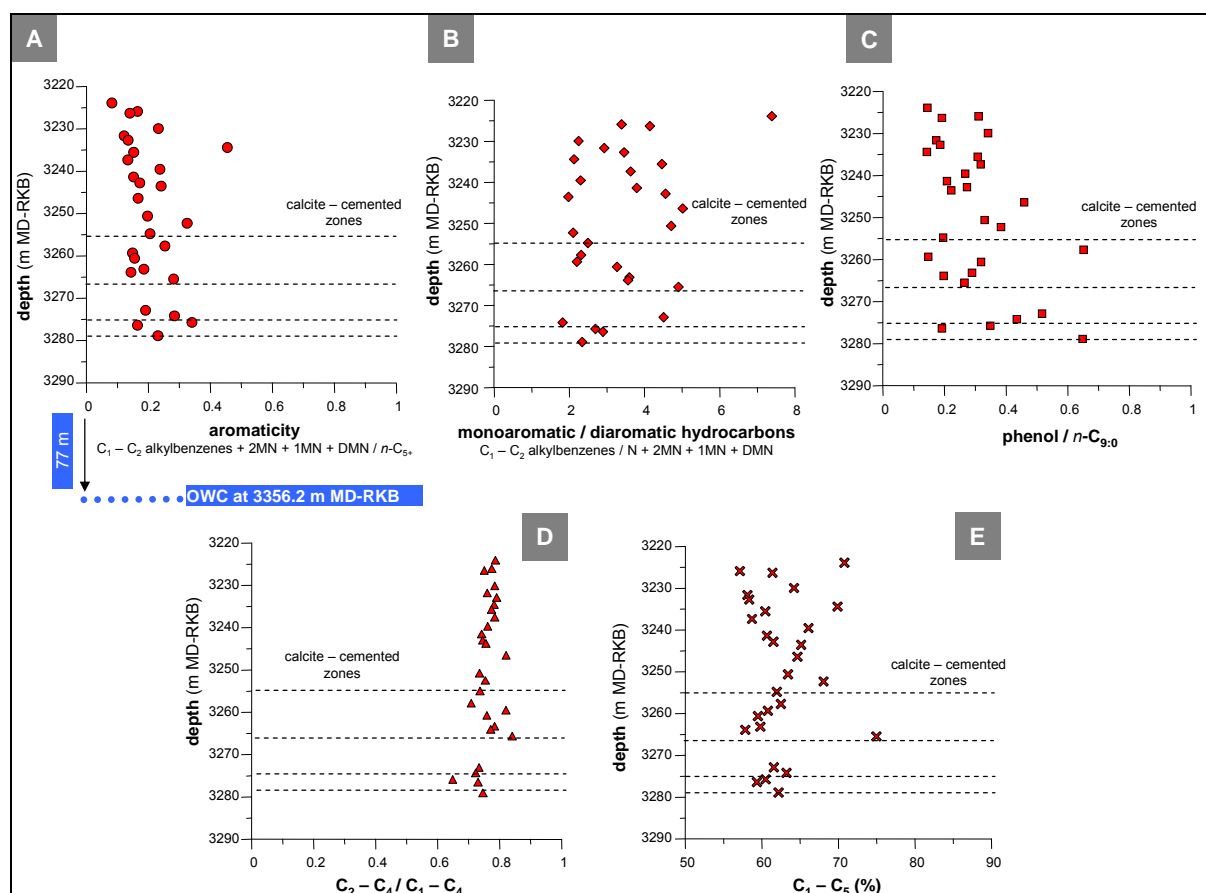 A
B
C
3220
3230
3240
3250
3260
3270
3280
3290
depth (m MD-RKB)
calcite – cemented
zones
0
0.2
0.4
0.6
0.8
1
aromaticity
C1 – C2 alkylbenzenes + 2MN + 1MN + DMN / n-C5+
3220
3230
3240
3250
3260
3270
3280
3290
depth (m MD-RKB)
calcite – cemented
zones
0
2
4
6
8
monoaromatic / diaromatic hydrocarbons
C1 – C2 alkylbenzenes / N + 2MN + 1MN + DMN
3220
3230
3240
3250
3260
3270
3280
3290
depth (m MD-RKB)
calcite – cemented
zones
0
0.2
0.4
0.6
0.8
1
phenol / n-C9:0
77 m
OWC at 3356.2 m MD-RKB
D
E
3220
3230
3240
3250
3260
3270
3280
3290
depth (m MD-RKB)
calcite – cemented
zones
0
0.2
0.4
0.6
0.8
1
C2 – C4 / C1 – C4
3220
3230
3240
3250
3260
3270
3280
3290
depth (m MD-RKB)
calcite – cemented
zones
50
60
70
80
90
C1 – C5 (%)